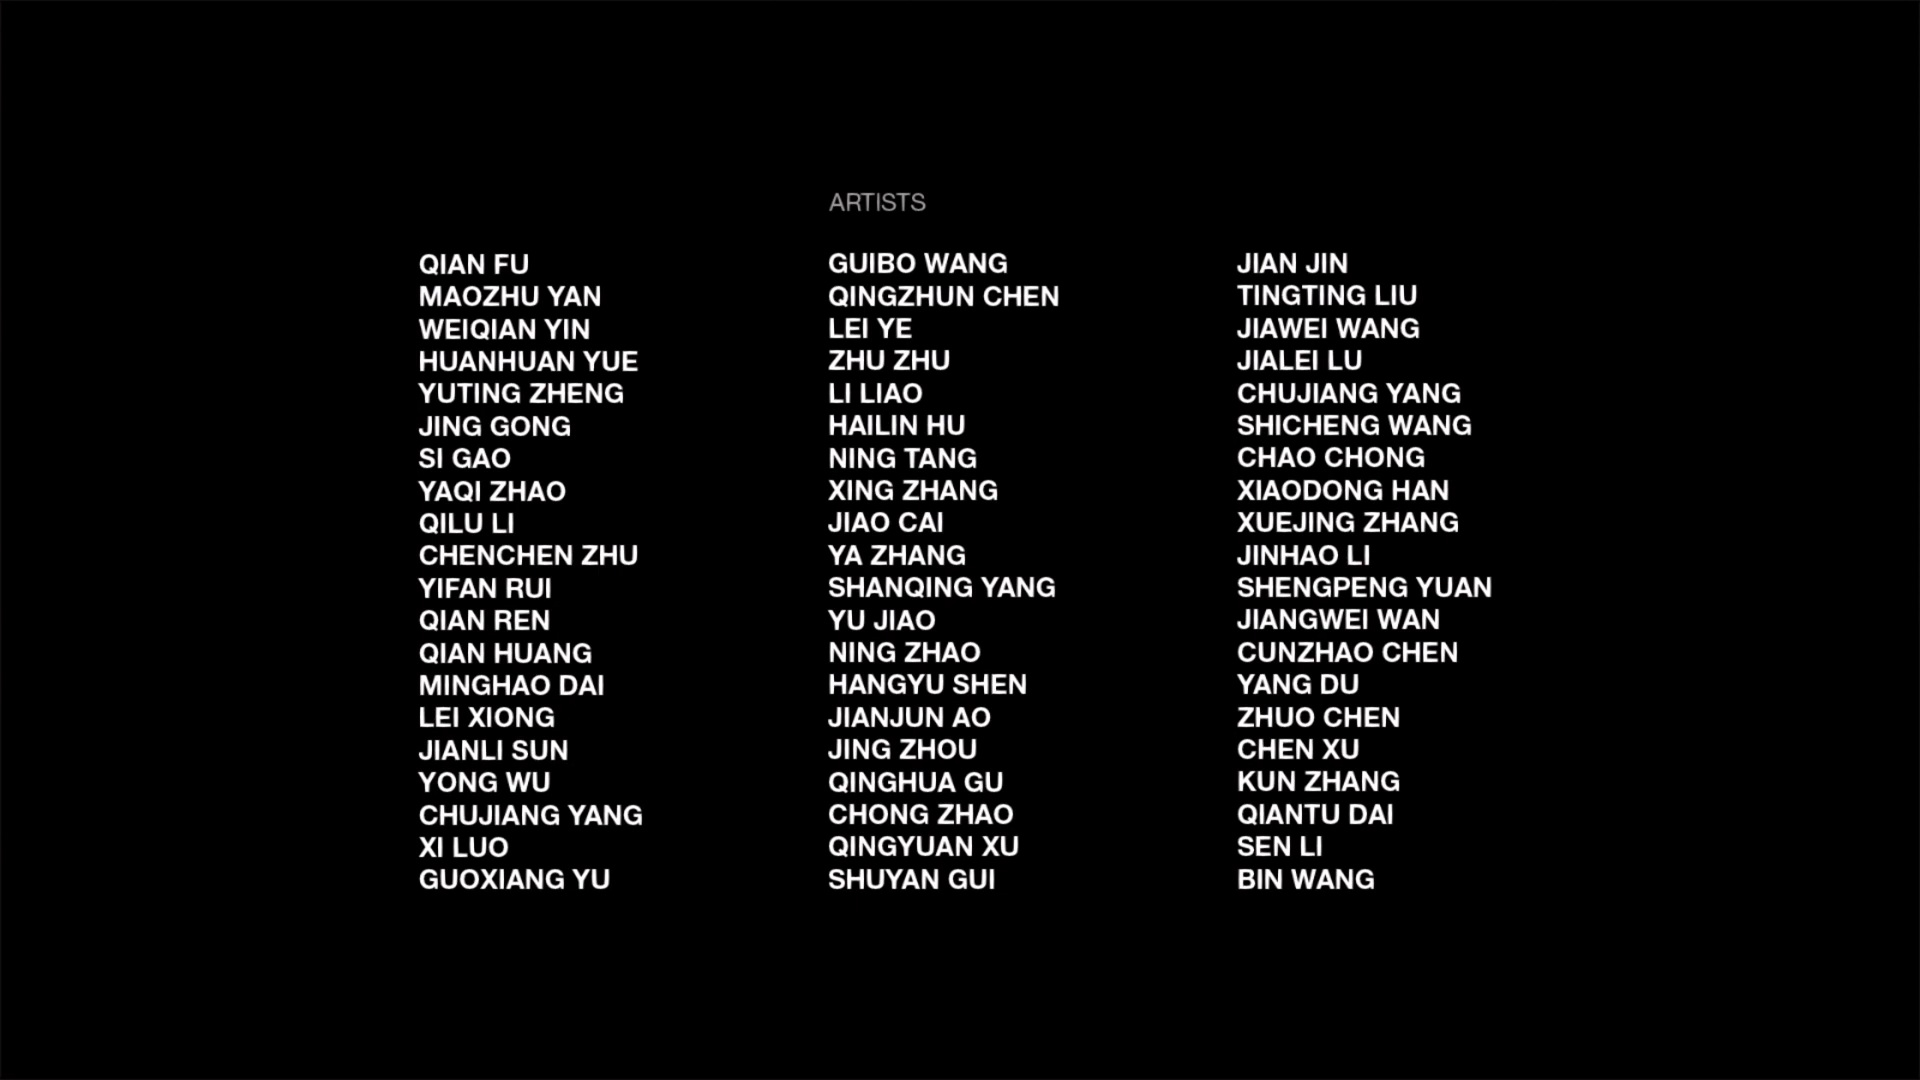 ARTISTS
QIAN FU
MAOZHU YAN
WEIQIAN YIN
HUANHUAN YUE
YUTING ZHENG
JING GONG
SI GAO
YAQI ZHAO
QILU LI
CHENCHEN ZHU
YIFAN RUI
QIAN REN
QIAN HUANG
MINGHAO DAI
LEI XIONG
JIANLI SUN
YONG WU
CHUJIANG YANG
XI LUO
GUOXIANG YU
GUIBO WANG
QINGZHUN CHEN
LEI YE
ZHU ZHU
LI LIAO
HAILIN HU
NING TANG
XING ZHANG
JIAO CAI
YA ZHANG
SHANQING YANG
YU JIAO
NING ZHAO
HANGYU SHEN
JIANJUN AO
JING ZHOU
QINGHUA GU
CHONG ZHAO
QINGYUAN XU
SHUYAN GUI
JIAN JIN
TINGTING LIU
JIAWEI WANG
JIALEI LU
CHUJIANG YANG
SHICHENG WANG
CHAO CHONG
XIAODONG HAN
XUEJING ZHANG
JINHAO LI
SHENGPENG YUAN
JIANGWEI WAN
CUNZHAO CHEN
YANG DU
ZHUO CHEN
CHEN XU
KUN ZHANG
QIANTU DAI
SEN LI
BIN WANG